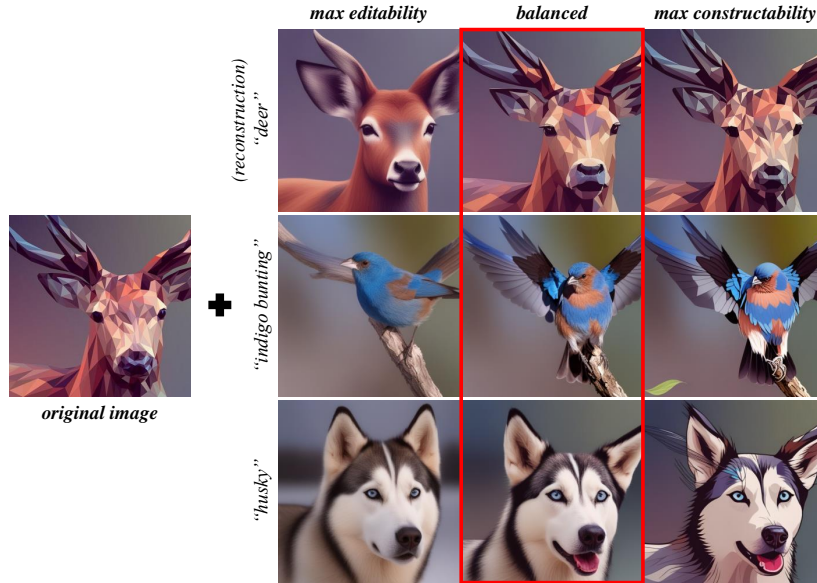 max editability
balanced
max constructability
(reconstruction)
"deer"
original image
"indigo bunting"
"husky"